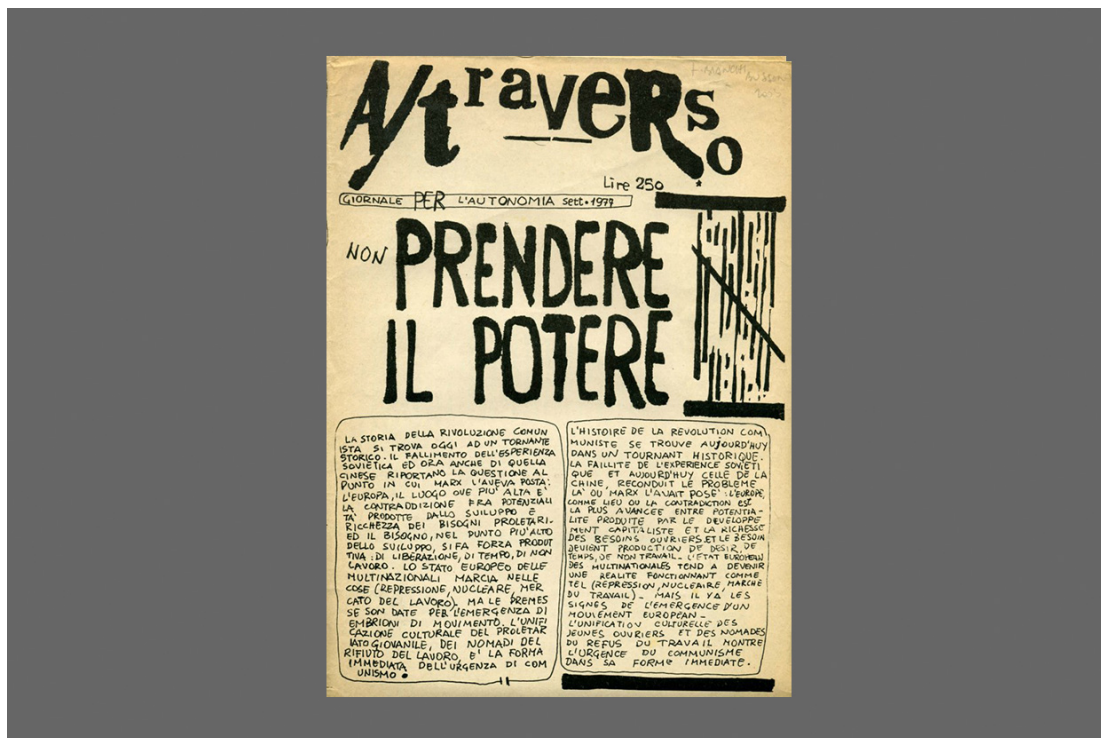 A/traverso
Lire 250
GIORNALE PER L'AUTONOMIA sett. 1977
NON PRENDERE
IL POTERE
LA STORIA DELLA RIVOLUZIONE COMUN
ISTA SI TROVA OGGI AD UN TORNANTE
STORICO. IL FALLIMENTO DELL'ESPERIENZA
SOVIETICA ED ORA ANCHE DI QUELLA
CINESE RIPORTANO LA QUESTIONE AL
PUNTO IN CUI MARX L'AVEVA POSTA:
L'EUROPA, IL LUOGO OVE PIU' ALTA E'
LA CONTRADDIZIONE FRA POTENZIALI
TA' PRODOTTE DALLO SVILUPPO E
RICCHEZZA DEI BISOGNI PROLETARI.
ED IL BISOGNO, NEL PUNTO PIU' ALTO
DELLO SVILUPPO, SI FA FORZA PRODUT
TIVA: DI LIBERAZIONE, DI TEMPO, DI NON
LAVORO. LO STATO EUROPEO DELLE
MULTINAZIONALI MARCIA NELLE
COSE (REPRESSIONE, NUCLEARE, MER
CATO DEL LAVORO). MA LE PREMES
SE SON DATE PER L'EMERGENZA DI
EMBRIONI DI MOVIMENTO. L'UNIFI
CAZIONE CULTURALE DEL PROLETAR
IATO GIOVANILE, DEI NOMADI DEL
RIFIUTO DEL LAVORO, E' LA FORMA
IMMEDIATA DELL'URGENZA DI COM
UNISMO.
L'HISTOIRE DE LA REVOLUTION COM
MUNISTE SE TROUVE AUJOURD'HUY
DANS UN TOURNANT HISTORIQUE.
LA FAILLITE DE L'EXPERIENCE SOVIETI
QUE ET AUJOURD'HUY CELLE DE LA
CHINE, RECONDUIT LE PROBLEME
LA' OU MARX L'AVAIT POSE': L'EUROPE,
COMME LIEU OU LA CONTRADICTION EST
LA PLUS AVANCEE ENTRE POTENTIA-
LITE PRODUITE PAR LE DEVELOPPE
MENT CAPITALISTE ET LA RICHESSE
DES BESOINS OUVRIERS. ET LE BESOIN
DEVIENT PRODUCTION DE DESIR, DE
TEMPS, DE NON TRAVAIL. L'ETAT EUROPEEN
DES MULTINATIONALES TEND A DEVENIR
UNE REALITE FONCTIONNANT COMME
TEL (REPRESSION, NUCLEAIRE, MARCHE
DU TRAVAIL) - MAIS IL Y A' LES
SIGNES DE L'EMERGENCE D'UN
MOUVEMENT EUROPEAN.
L'UNIFICATION CULTURELLE DES
JEUNES OUVRIERS ET DES NOMADES
DU REFUS DU TRAVAIL MONTRE
L'URGENCE DU COMMUNISME
DANS SA FORME IMMEDIATE.